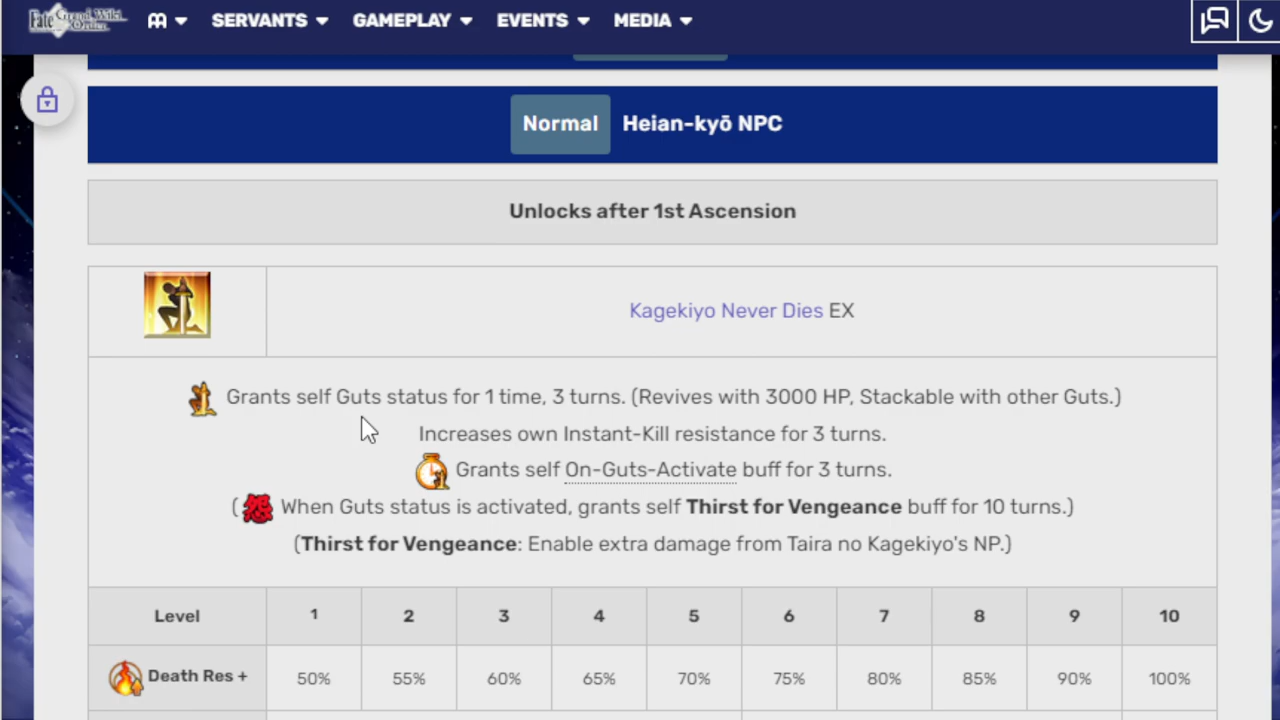 Fate Grand Wiki Order
SERVANTS GAMEPLAY EVENTS MEDIA
Normal Heian-kyō NPC
Unlocks after 1st Ascension
Kagekiyo Never Dies EX
Grants self Guts status for 1 time, 3 turns. (Revives with 3000 HP, Stackable with other Guts.)
Increases own Instant-Kill resistance for 3 turns.
Grants self On-Guts-Activate buff for 3 turns.
( 怨 When Guts status is activated, grants self Thirst for Vengeance buff for 10 turns.)
(Thirst for Vengeance: Enable extra damage from Taira no Kagekiyo's NP.)
Level 1 2 3 4 5 6 7 8 9 10
Death Res + 50% 55% 60% 65% 70% 75% 80% 85% 90% 100%